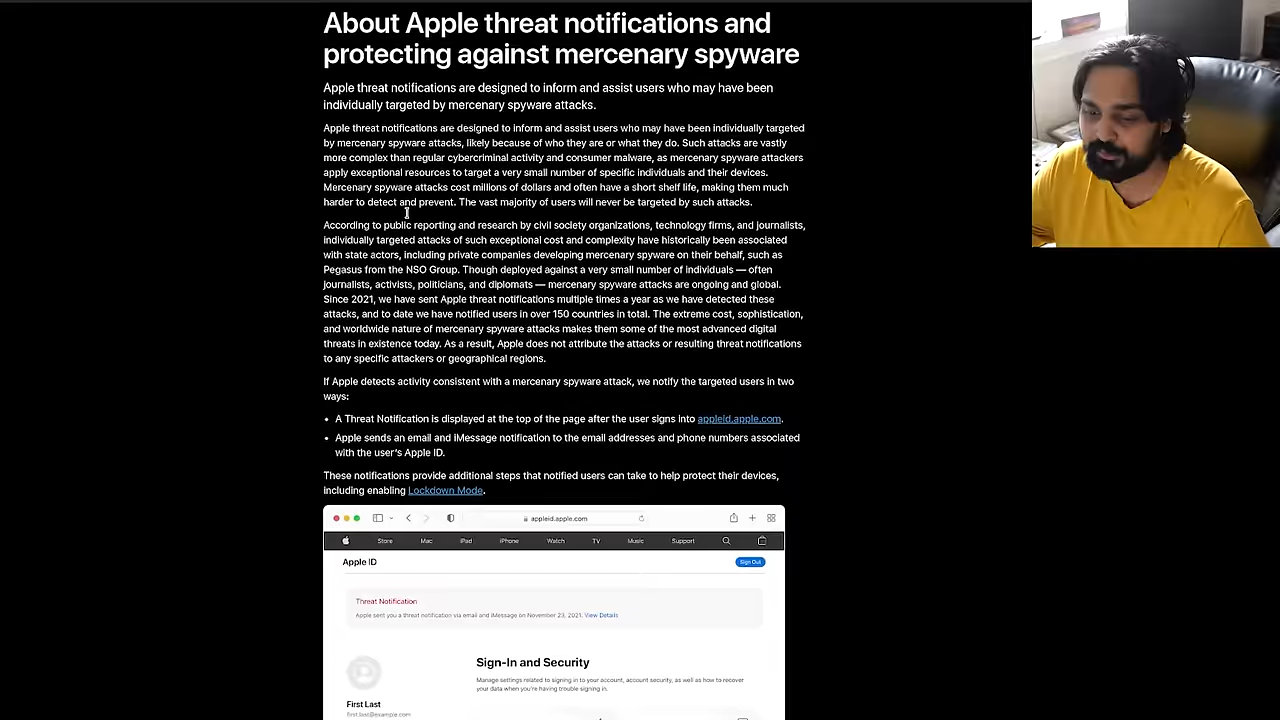 About Apple threat notifications and
protecting against mercenary spyware
Apple threat notifications are designed to inform and assist users who may have been
individually targeted by mercenary spyware attacks.
Apple threat notifications are designed to inform and assist users who may have been individually targeted
by mercenary spyware attacks, likely because of who they are or what they do. Such attacks are vastly
more complex than regular cybercriminal activity and consumer malware, as mercenary spyware attackers
apply exceptional resources to target a very small number of specific individuals and their devices.
Mercenary spyware attacks cost millions of dollars and often have a short shelf life, making them much
harder to detect and prevent. The vast majority of users will never be targeted by such attacks.
According to public reporting and research by civil society organizations, technology firms, and journalists,
individually targeted attacks of such exceptional cost and complexity have historically been associated
with state actors, including private companies developing mercenary spyware on their behalf, such as
Pegasus from the NSO Group. Though deployed against a very small number of individuals — often
journalists, activists, politicians, and diplomats — mercenary spyware attacks are ongoing and global.
Since 2021, we have sent Apple threat notifications multiple times a year as we have detected these
attacks, and to date we have notified users in over 150 countries in total. The extreme cost, sophistication,
and worldwide nature of mercenary spyware attacks makes them some of the most advanced digital
threats in existence today. As a result, Apple does not attribute the attacks or resulting threat notifications
to any specific attackers or geographical regions.
If Apple detects activity consistent with a mercenary spyware attack, we notify the targeted users in two
ways:
• A Threat Notification is displayed at the top of the page after the user signs into appleid.apple.com.
• Apple sends an email and iMessage notification to the email addresses and phone numbers associated
with the user's Apple ID.
These notifications provide additional steps that notified users can take to help protect their devices,
including enabling Lockdown Mode.
appleid.apple.com
Store Mac iPad iPhone Watch TV Music Support
Apple ID Sign Out
Threat Notification
Apple sent you a threat notification via email and iMessage on November 23, 2021. View Details
Sign-In and Security
Manage settings related to signing in to your account, account security, as well as how to recover
your data when you're having trouble signing in.
First Last
first.last@example.com